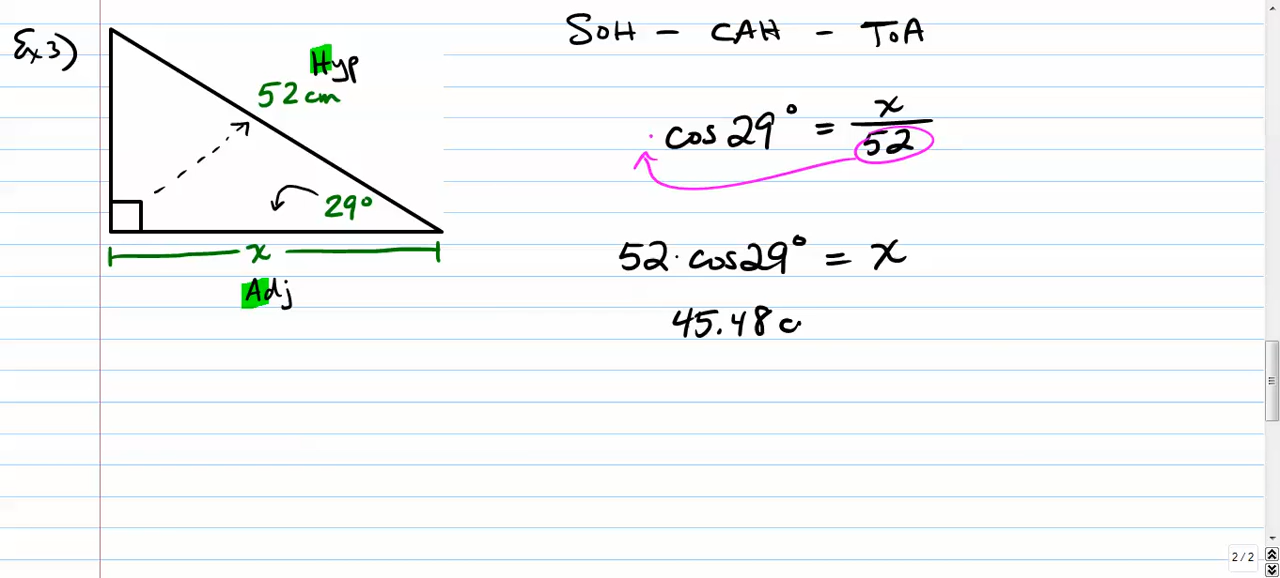 Ex 3)
SOH - CAH - TOA
Hyp
52 cm
cos 29° = x/52
29°
x
Adj
52 · cos 29° = x
45.48 c
2 / 2